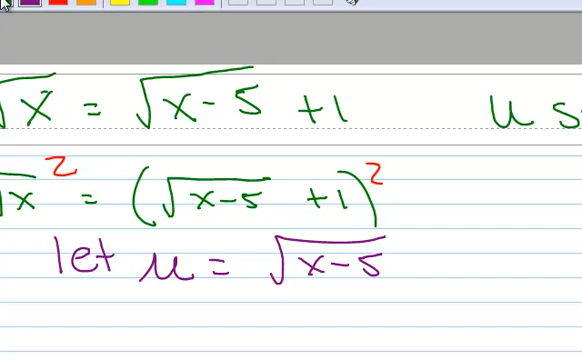 √x = √(x-5) +1 u s
√x ² = (√(x-5) +1)²
let u = √(x-5)